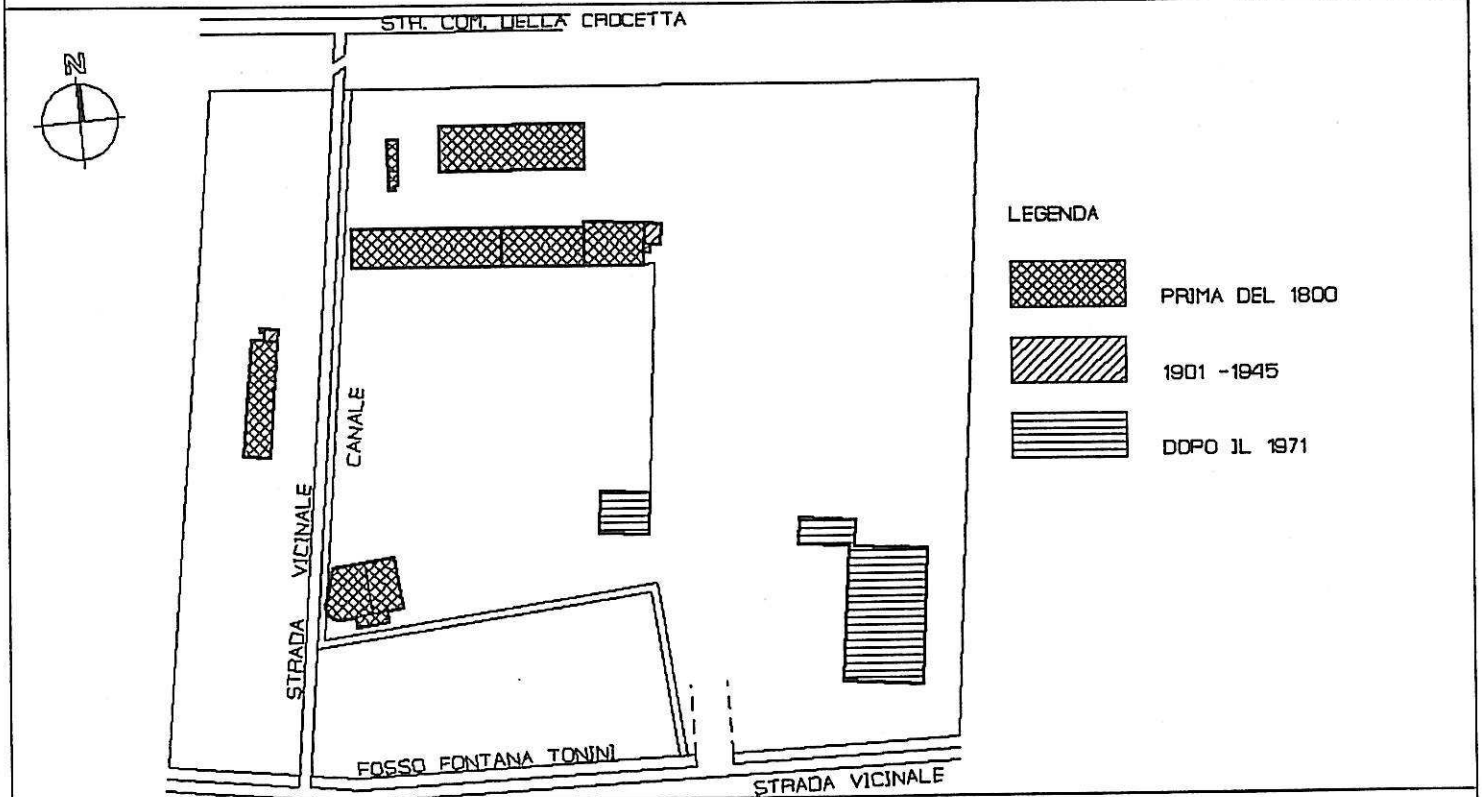 STR. COM. DELLA CROCETTA
N
LEGENDA
PRIMA DEL 1800
1901 -1945
DOPO IL 1971
CANALE
STRADA VICINALE
FOSSO FONTANA TONINI
STRADA VICINALE